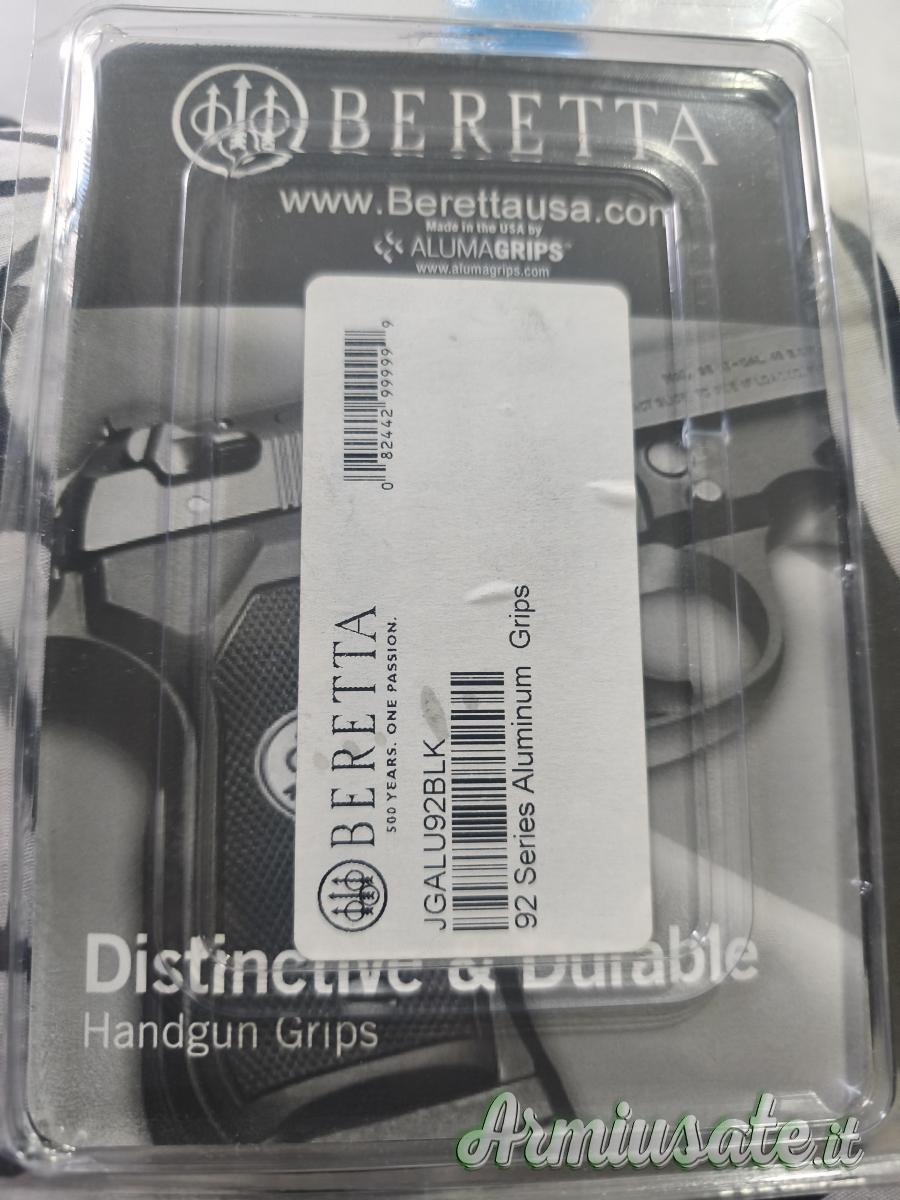 BERETTA
www.Berettausa.com
Made in the USA by
ALUMAGRIPS
www.alumagrips.com
0 82442 99999 9
BERETTA
500 YEARS. ONE PASSION.
JGALU92BLK
92 Series Aluminum Grips
Distinctive & Durable
Handgun Grips
Armiusate.it